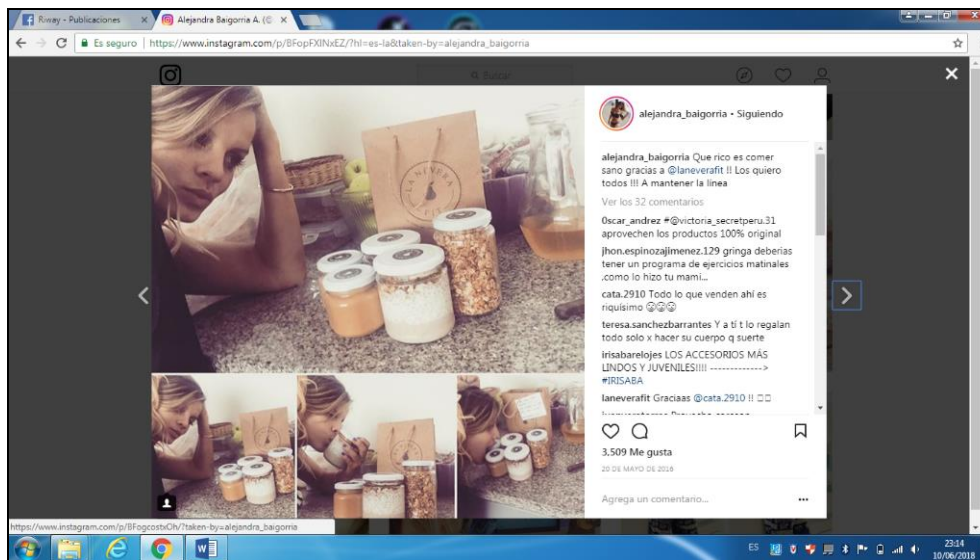 Riway - Publicaciones
Alejandra Baigorria A. (©
Es seguro | https://www.instagram.com/p/BFopFXINxEZ/?hl=es-la&taken-by=alejandra_baigorria
Buscar
LA NEVERA
FIT
alejandra_baigorria • Siguiendo
alejandra_baigorria Que rico es comer
sano gracias a @laneverafit !! Los quiero
todos !!! A mantener la linea
Ver los 32 comentarios
0scar_andrez #@victoria_secretperu.31
aprovechen los productos 100% original
jhon.espinozajimenez.129 gringa deberias
tener un programa de ejercicios matinales
.como lo hizo tu mami...
cata.2910 Todo lo que venden ahí es
riquísimo
teresa.sanchezbarrantes Y a tí t lo regalan
todo solo x hacer su cuerpo q suerte
irisabarelojes LOS ACCESORIOS MÁS
LINDOS Y JUVENILES!!!! ------------->
#IRISABA
laneverafit Graciaas @cata.2910 !!
3,509 Me gusta
20 DE MAYO DE 2016
Agrega un comentario...
https://www.instagram.com/p/BFogcostxOh/?taken-by=alejandra_baigorria
ES
23:14
10/06/2018